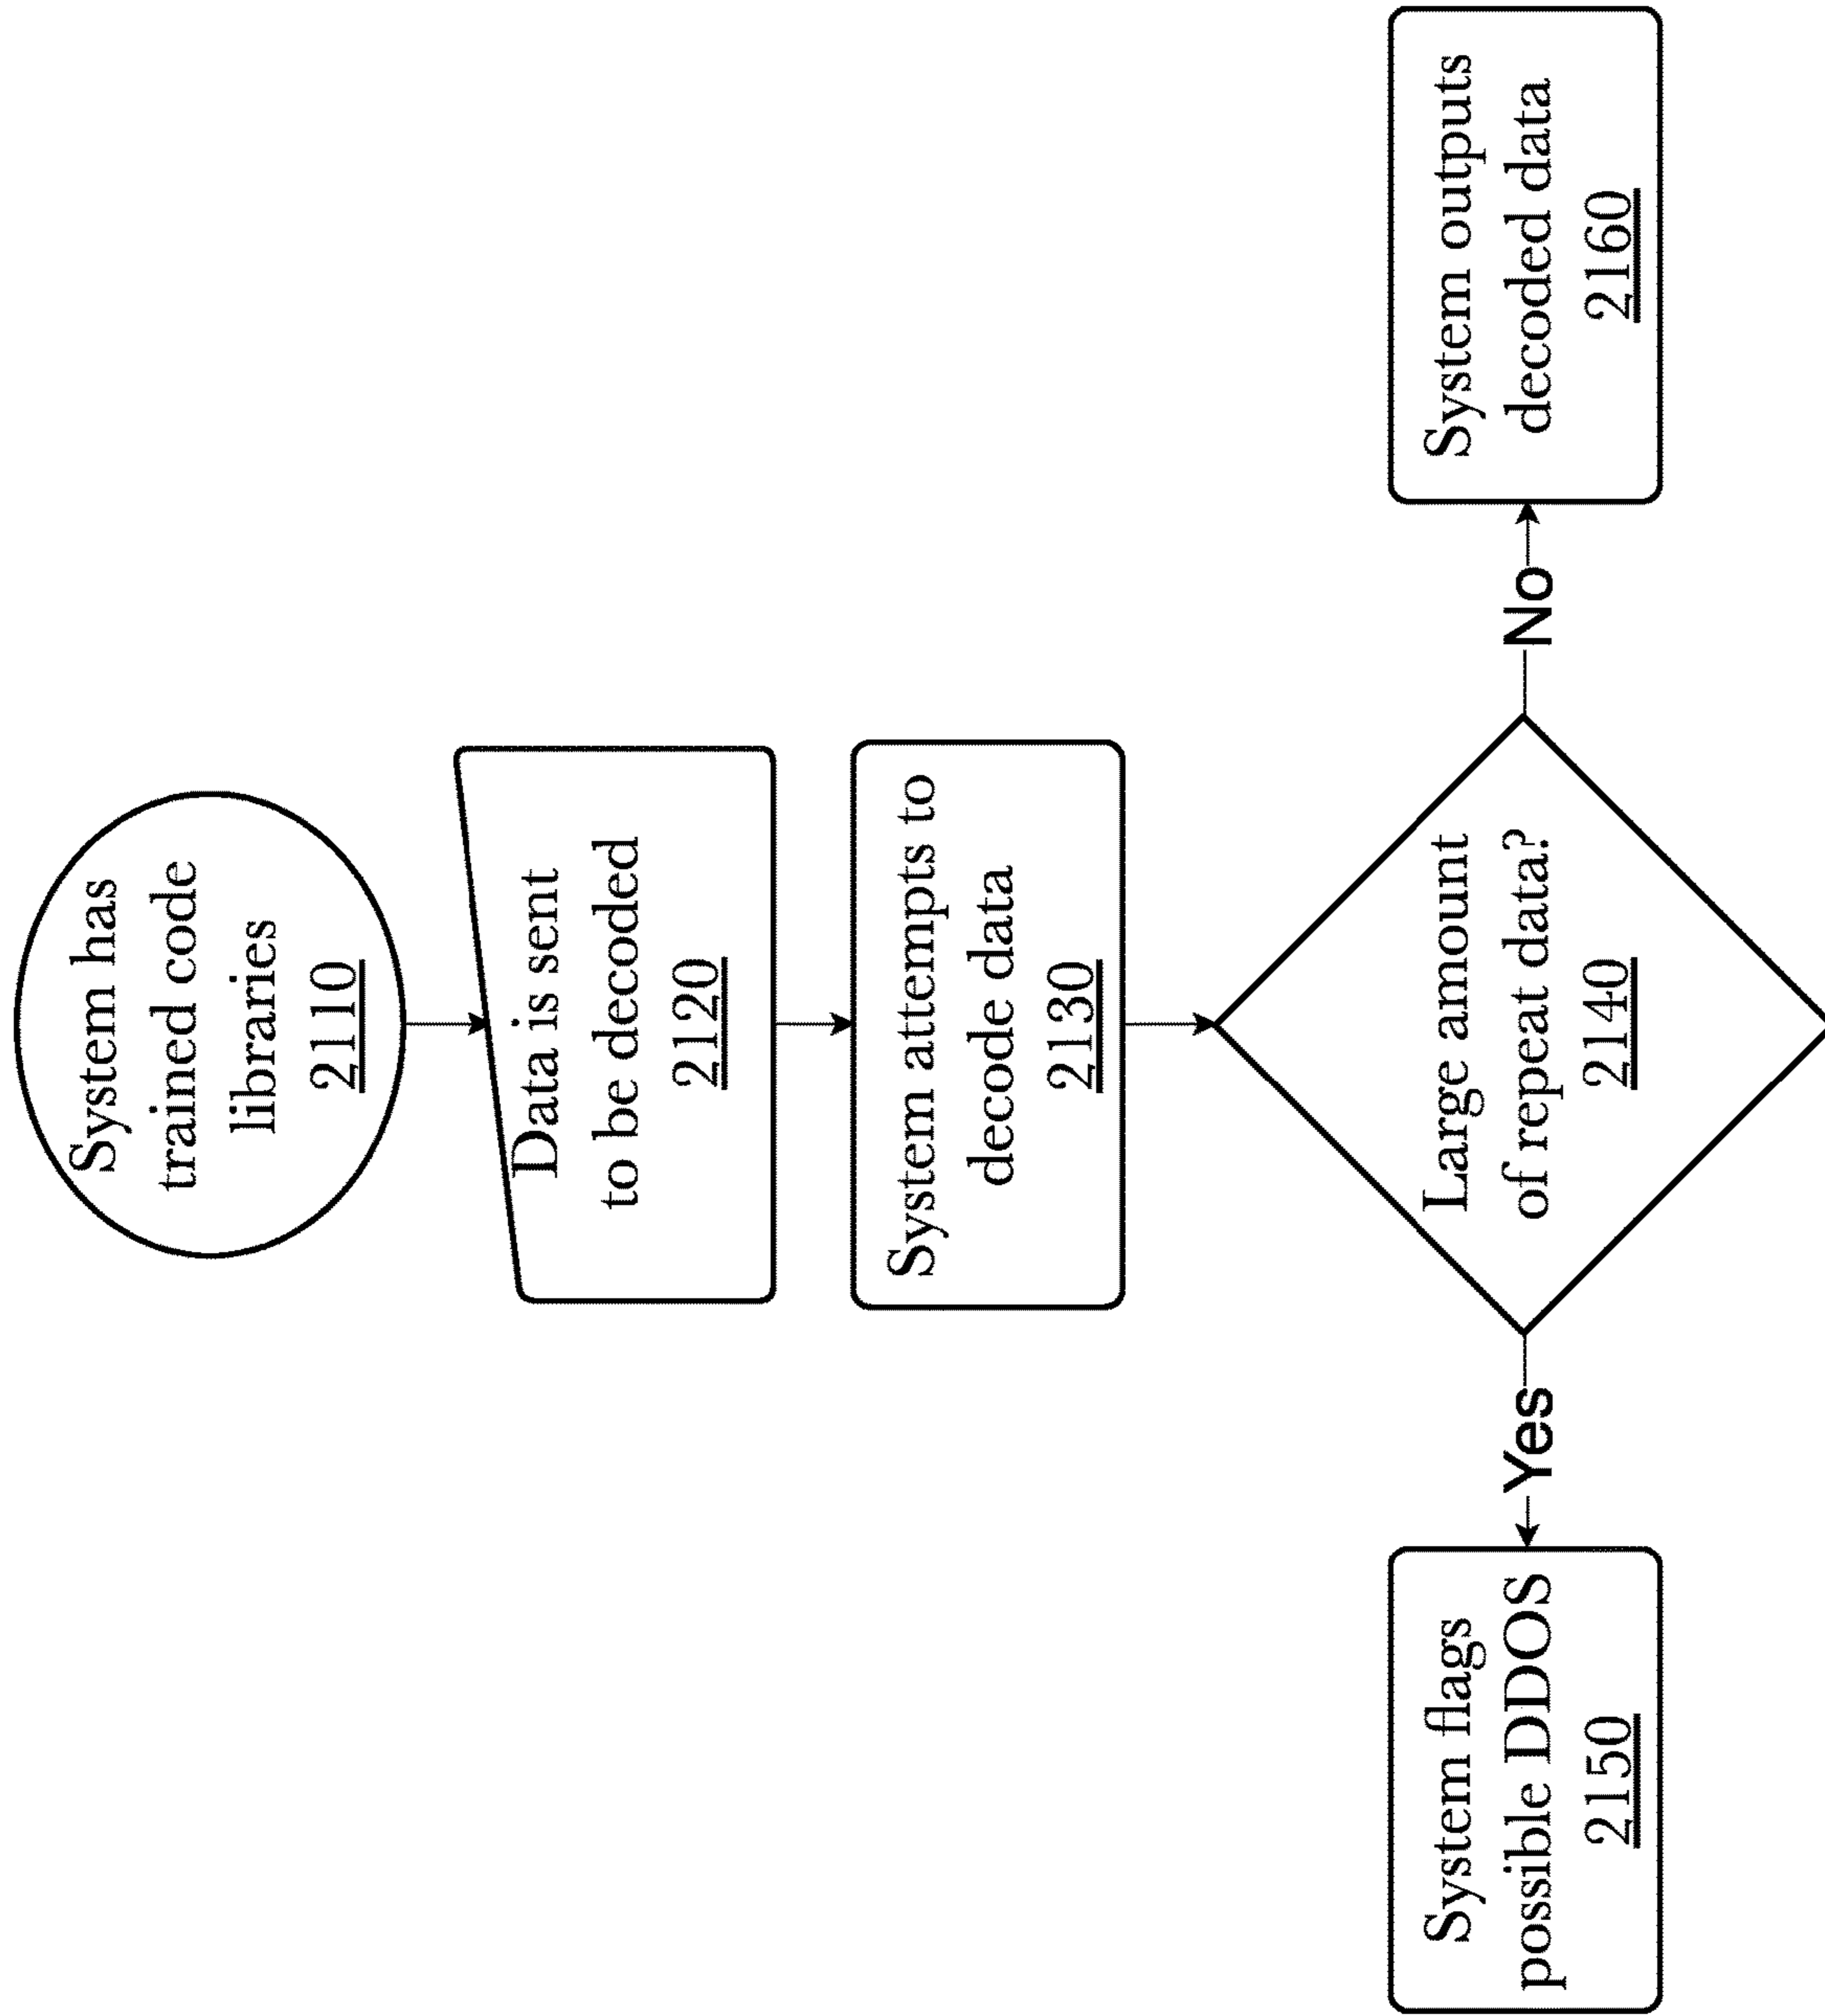 System has
trained code
libraries
2110
Data is sent
to be decoded
2120
System attempts to
decode data
2130
Large amount
of repeat data?
2140
Yes
No
System flags
possible DDOS
2150
System outputs
decoded data
2160